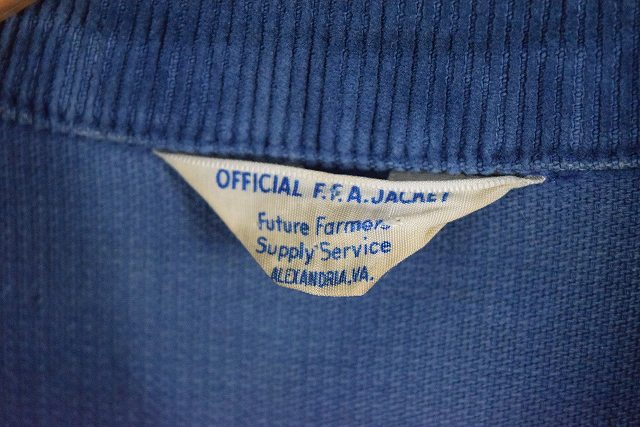 OFFICIAL F.F.A. JACKET
Future Farmers
Supply Service
ALEXANDRIA, VA.